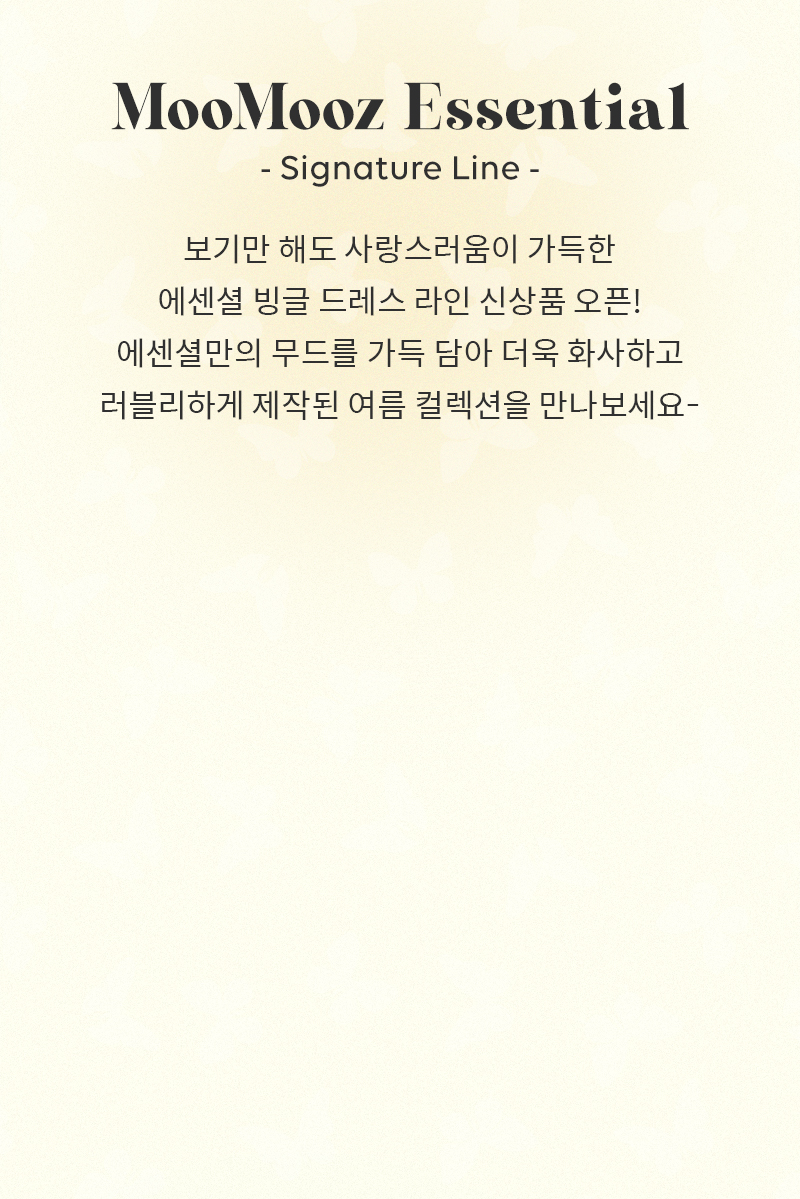 MooMooz Essential
- Signature Line -
보기만 해도 사랑스러움이 가득한
에센셜 빙글 드레스 라인 신상품 오픈!
에센셜만의 무드를 가득 담아 더욱 화사하고
러블리하게 제작된 여름 컬렉션을 만나보세요-